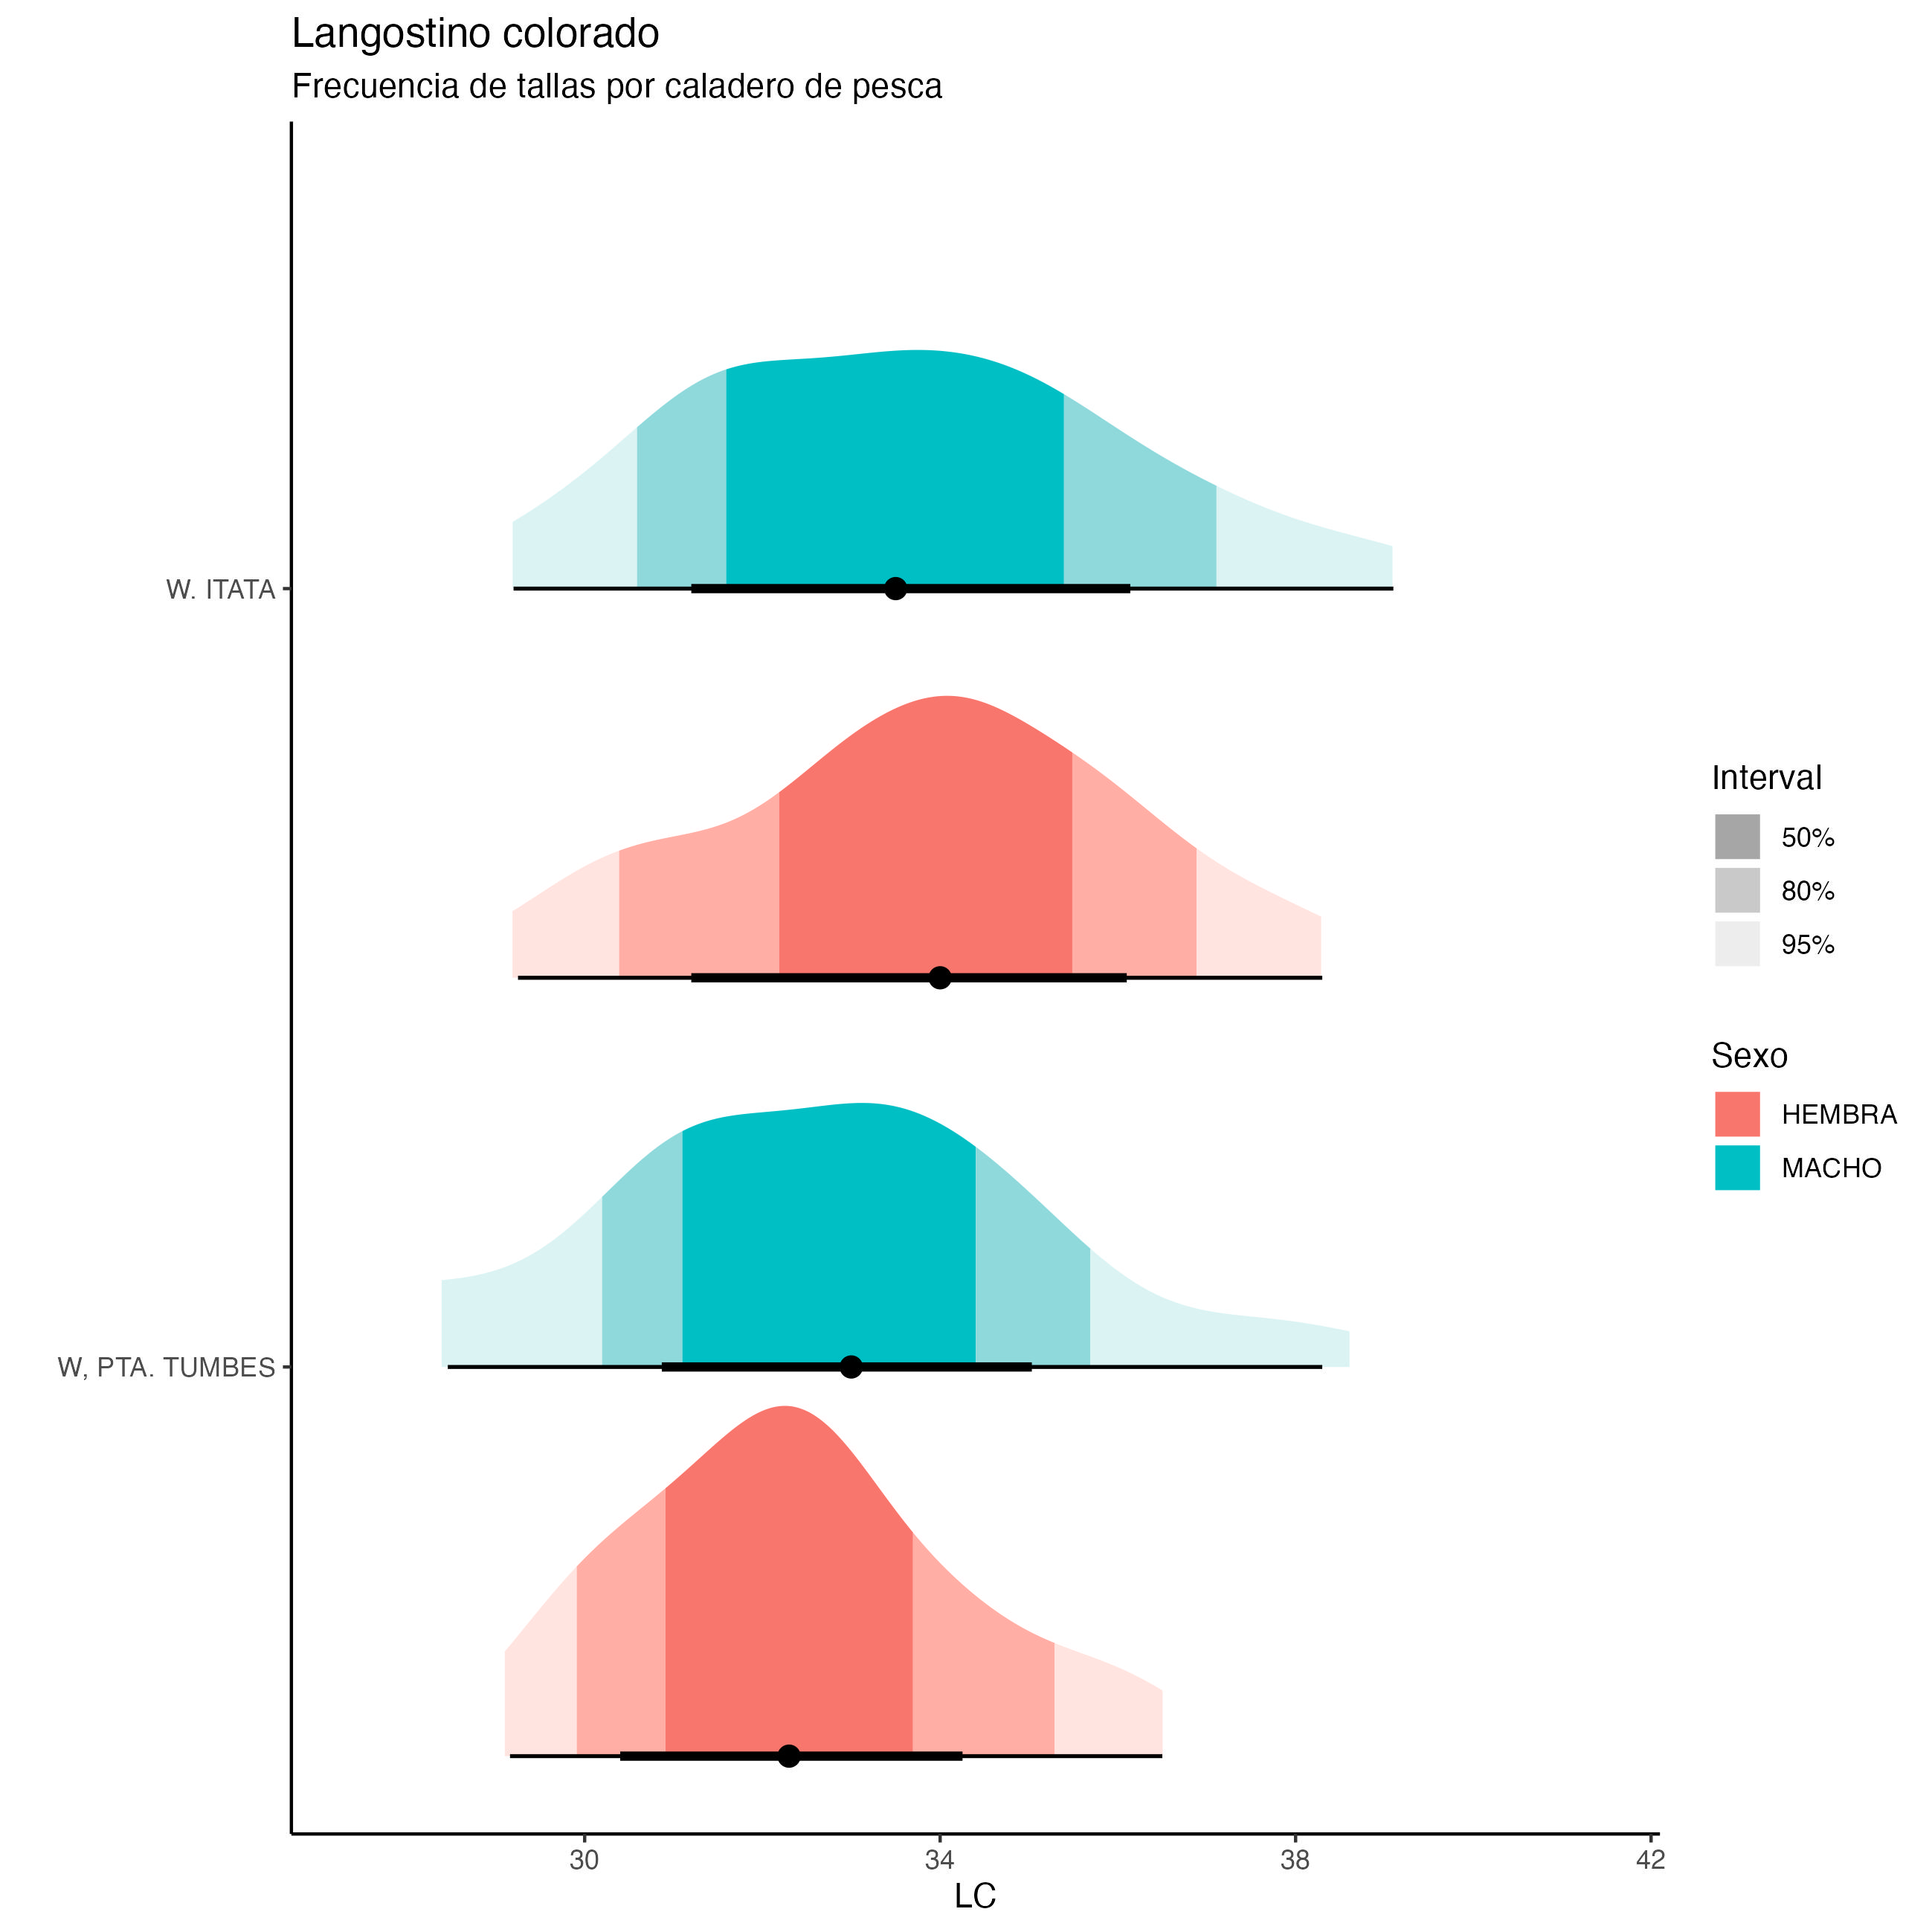 Langostino colorado
Frecuencia de tallas por caladero de pesca
W. ITATA
W, PTA. TUMBES
30
34
38
42
LC
Interval
50%
80%
95%
Sexo
HEMBRA
MACHO